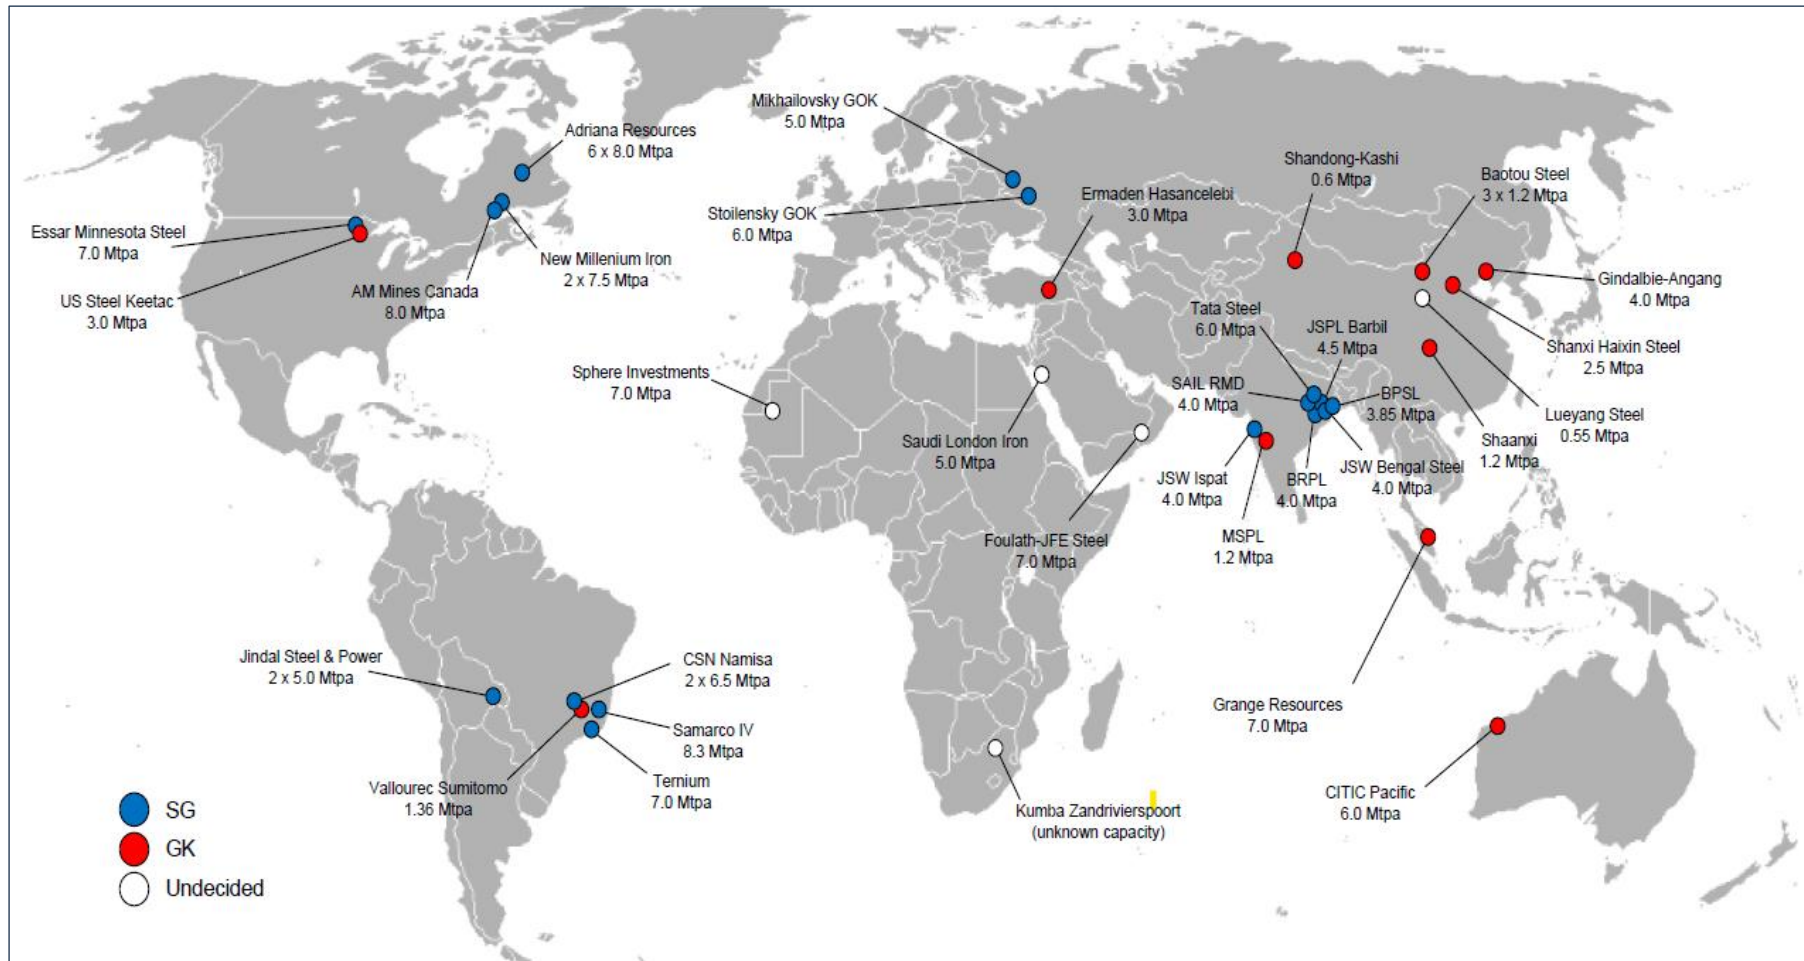 Mikhailovsky GOK
5.0 Mtpa
Adriana Resources
6 x 8.0 Mtpa
Shandong-Kashi
0.6 Mtpa
Baotou Steel
3 x 1.2 Mtpa
Ermaden Hasancelebi
3.0 Mtpa
Stoilensky GOK
6.0 Mtpa
Essar Minnesota Steel
7.0 Mtpa
New Millenium Iron
2 x 7.5 Mtpa
Gindalbie-Angang
4.0 Mtpa
US Steel Keetac
3.0 Mtpa
AM Mines Canada
8.0 Mtpa
Tata Steel
6.0 Mtpa
JSPL Barbil
4.5 Mtpa
Shanxi Haixin Steel
2.5 Mtpa
Sphere Investments
7.0 Mtpa
SAIL RMD
4.0 Mtpa
BPSL
3.85 Mtpa
Lueyang Steel
0.55 Mtpa
Saudi London Iron
5.0 Mtpa
Shaanxi
1.2 Mtpa
JSW Ispat
4.0 Mtpa
BRPL
4.0 Mtpa
JSW Bengal Steel
4.0 Mtpa
Foulath-JFE Steel
7.0 Mtpa
MSPL
1.2 Mtpa
Jindal Steel & Power
2 x 5.0 Mtpa
CSN Namisa
2 x 6.5 Mtpa
Grange Resources
7.0 Mtpa
Samarco IV
8.3 Mtpa
Ternium
7.0 Mtpa
Vallourec Sumitomo
1.36 Mtpa
CITIC Pacific
6.0 Mtpa
Kumba Zandrivierspoort
(unknown capacity)
SG
GK
Undecided